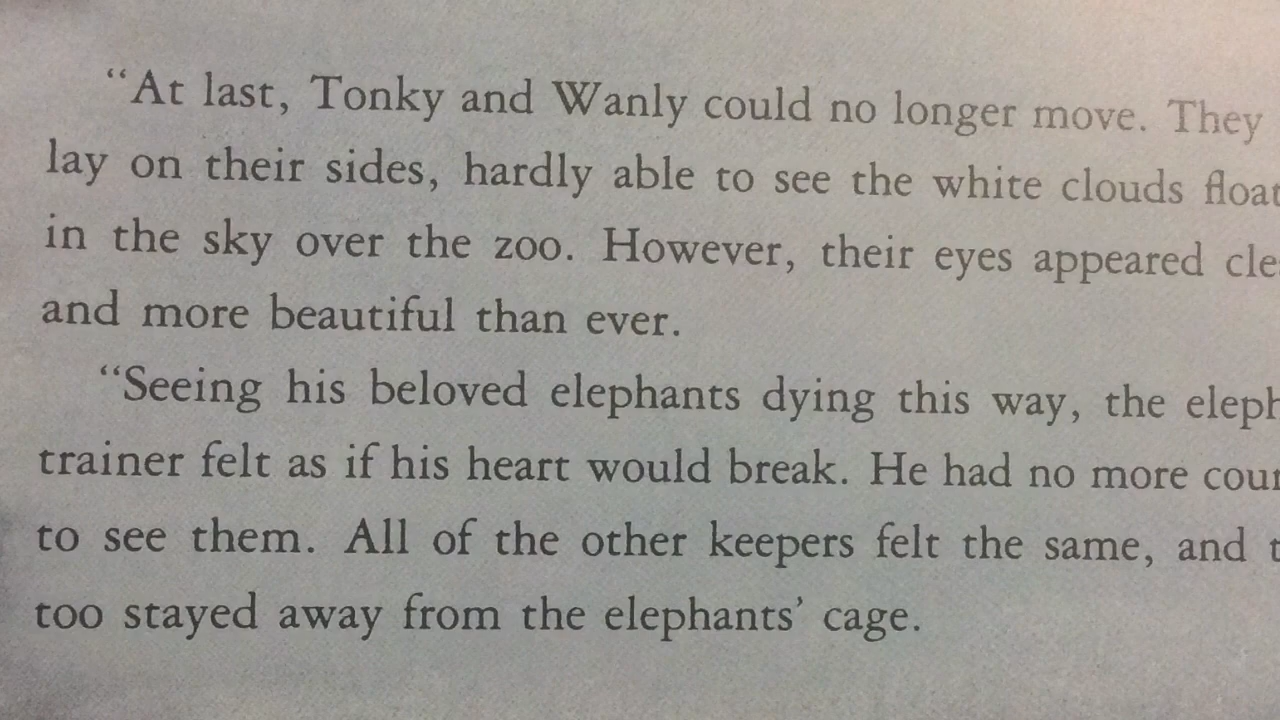 “At last, Tonky and Wanly could no longer move. They
lay on their sides, hardly able to see the white clouds float
in the sky over the zoo. However, their eyes appeared
and more beautiful than ever.
“Seeing his beloved elephants dying this way, the
trainer felt as if his heart would break. He had no more
to see them. All of the other keepers felt the same, and
too stayed away from the elephants’ cage.